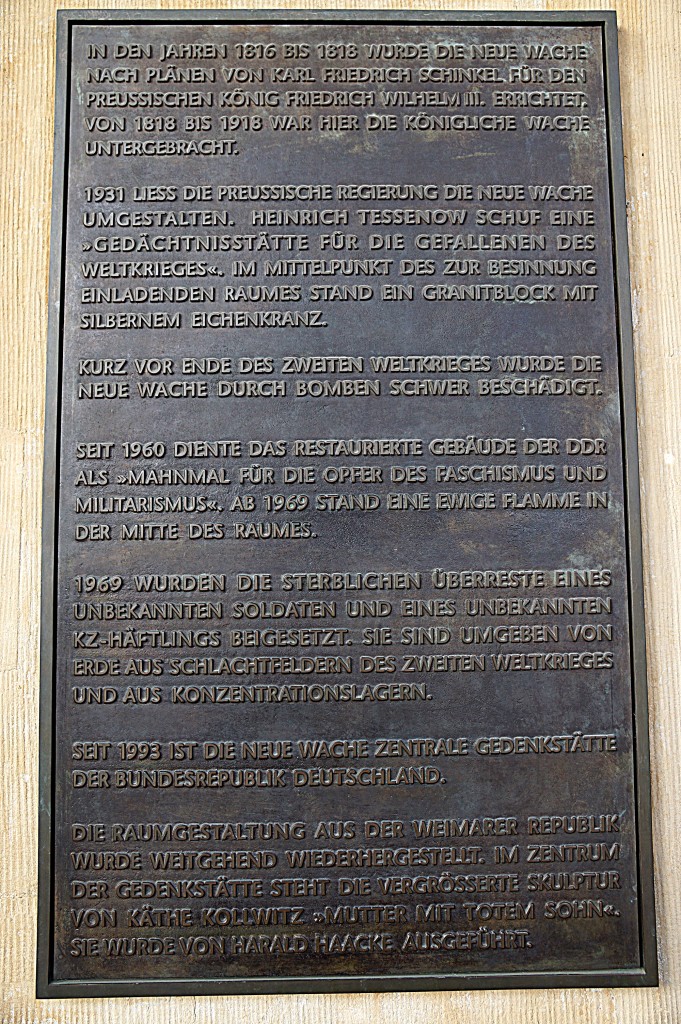 IN DEN JAHREN 1816 BIS 1818 WURDE DIE NEUE WACHE
NACH PLÄNEN VON KARL FRIEDRICH SCHINKEL FÜR DEN
PREUSSISCHEN KÖNIG FRIEDRICH WILHELM III. ERRICHTET.
VON 1818 BIS 1918 WAR HIER DIE KÖNIGLICHE WACHE
UNTERGEBRACHT.
1931 LIESS DIE PREUSSISCHE REGIERUNG DIE NEUE WACHE
UMGESTALTEN. HEINRICH TESSENOW SCHUF EINE
»GEDÄCHTNISSTÄTTE FÜR DIE GEFALLENEN DES
WELTKRIEGES«. IM MITTELPUNKT DES ZUR BESINNUNG
EINLADENDEN RAUMES STAND EIN GRANITBLOCK MIT
SILBERNEM EICHENKRANZ.
KURZ VOR ENDE DES ZWEITEN WELTKRIEGES WURDE DIE
NEUE WACHE DURCH BOMBEN SCHWER BESCHÄDIGT.
SEIT 1960 DIENTE DAS RESTAURIERTE GEBÄUDE DER DDR
ALS »MAHNMAL FÜR DIE OPFER DES FASCHISMUS UND
MILITARISMUS«. AB 1969 STAND EINE EWIGE FLAMME IN
DER MITTE DES RAUMES.
1969 WURDEN DIE STERBLICHEN ÜBERRESTE EINES
UNBEKANNTEN SOLDATEN UND EINES UNBEKANNTEN
KZ-HÄFTLINGS BEIGESETZT. SIE SIND UMGEBEN VON
ERDE AUS SCHLACHTFELDERN DES ZWEITEN WELTKRIEGES
UND AUS KONZENTRATIONSLAGERN.
SEIT 1993 IST DIE NEUE WACHE ZENTRALE GEDENKSTÄTTE
DER BUNDESREPUBLIK DEUTSCHLAND.
DIE RAUMGESTALTUNG AUS DER WEIMARER REPUBLIK
WURDE WEITGEHEND WIEDERHERGESTELLT. IM ZENTRUM
DER GEDENKSTÄTTE STEHT DIE VERGRÖSSERTE SKULPTUR
VON KÄTHE KOLLWITZ »MUTTER MIT TOTEM SOHN«.
SIE WURDE VON HARALD HAACKE AUSGEFÜHRT.